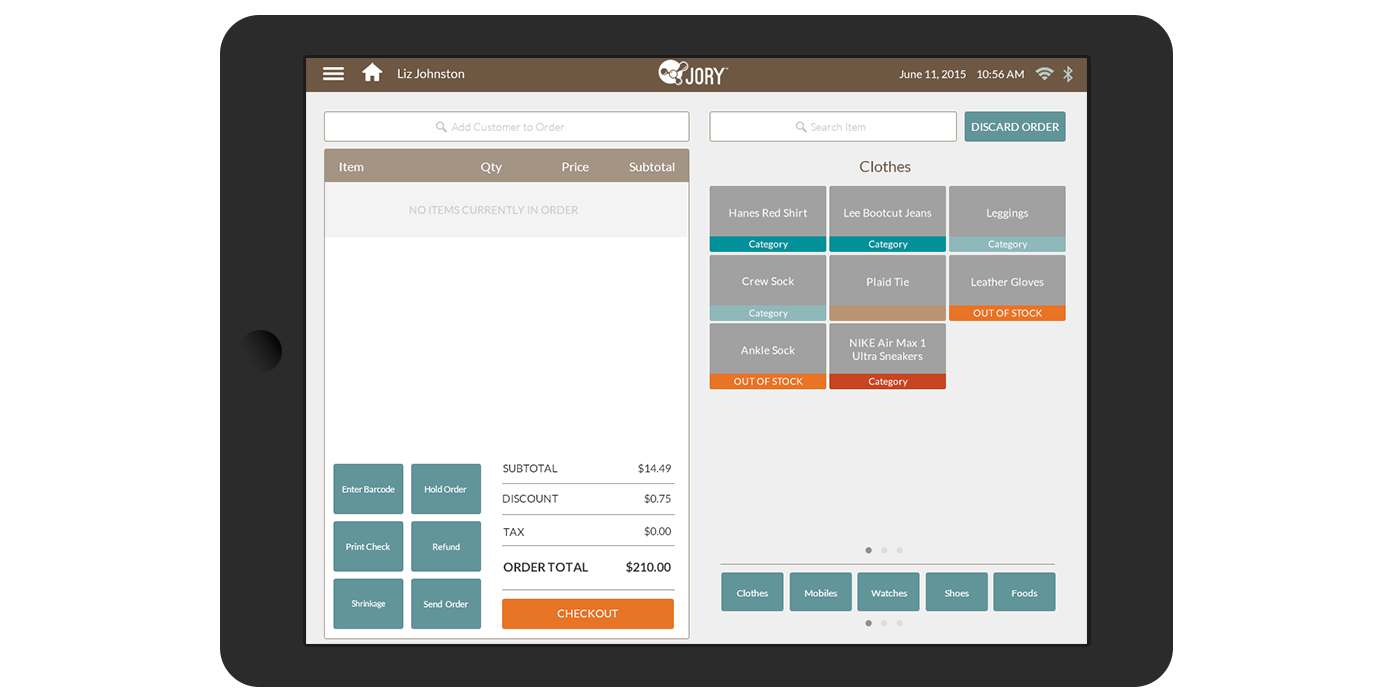 Liz Johnston
JORY™
June 11, 2015 10:56 AM
Add Customer to Order
Search Item
DISCARD ORDER
Item Qty Price Subtotal
NO ITEMS CURRENTLY IN ORDER
Clothes
Hanes Red Shirt
Category
Lee Bootcut Jeans
Category
Leggings
Category
Crew Sock
Category
Plaid Tie
Leather Gloves
OUT OF STOCK
Ankle Sock
OUT OF STOCK
NIKE Air Max 1
Ultra Sneakers
Category
Enter Barcode
Hold Order
Print Check
Refund
Shrinkage
Send Order
SUBTOTAL $14.49
DISCOUNT $0.75
TAX $0.00
ORDER TOTAL $210.00
CHECKOUT
Clothes
Mobiles
Watches
Shoes
Foods